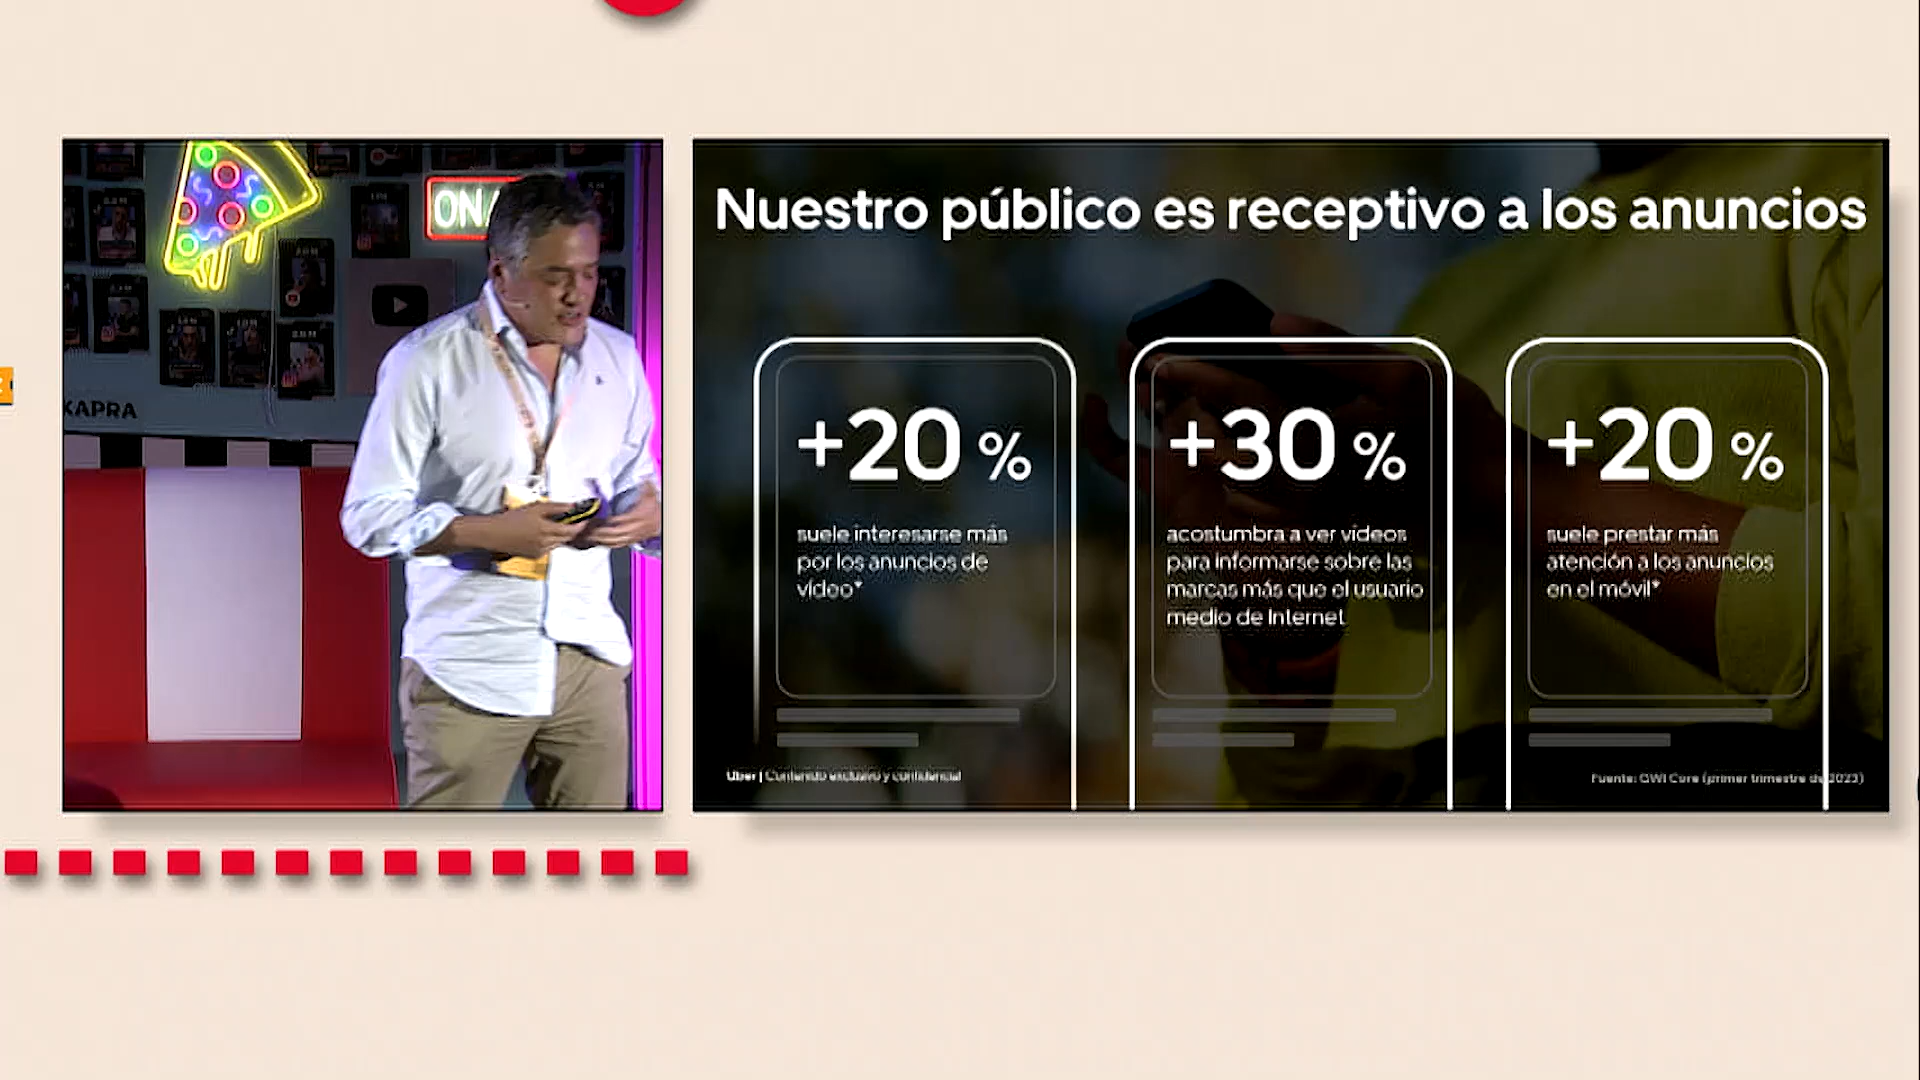 ON
KAPRA
Nuestro público es receptivo a los anuncios
+20 %
suele interesarse más
por los anuncios de
vídeo*
+30 %
acostumbra a ver vídeos
para informarse sobre las
marcas más que el usuario
medio de Internet
+20 %
suele prestar más
atención a los anuncios
en el móvil*
Uber | Contenido exclusivo y confidencial
Fuente: GWI Core (primer trimestre de 2023)